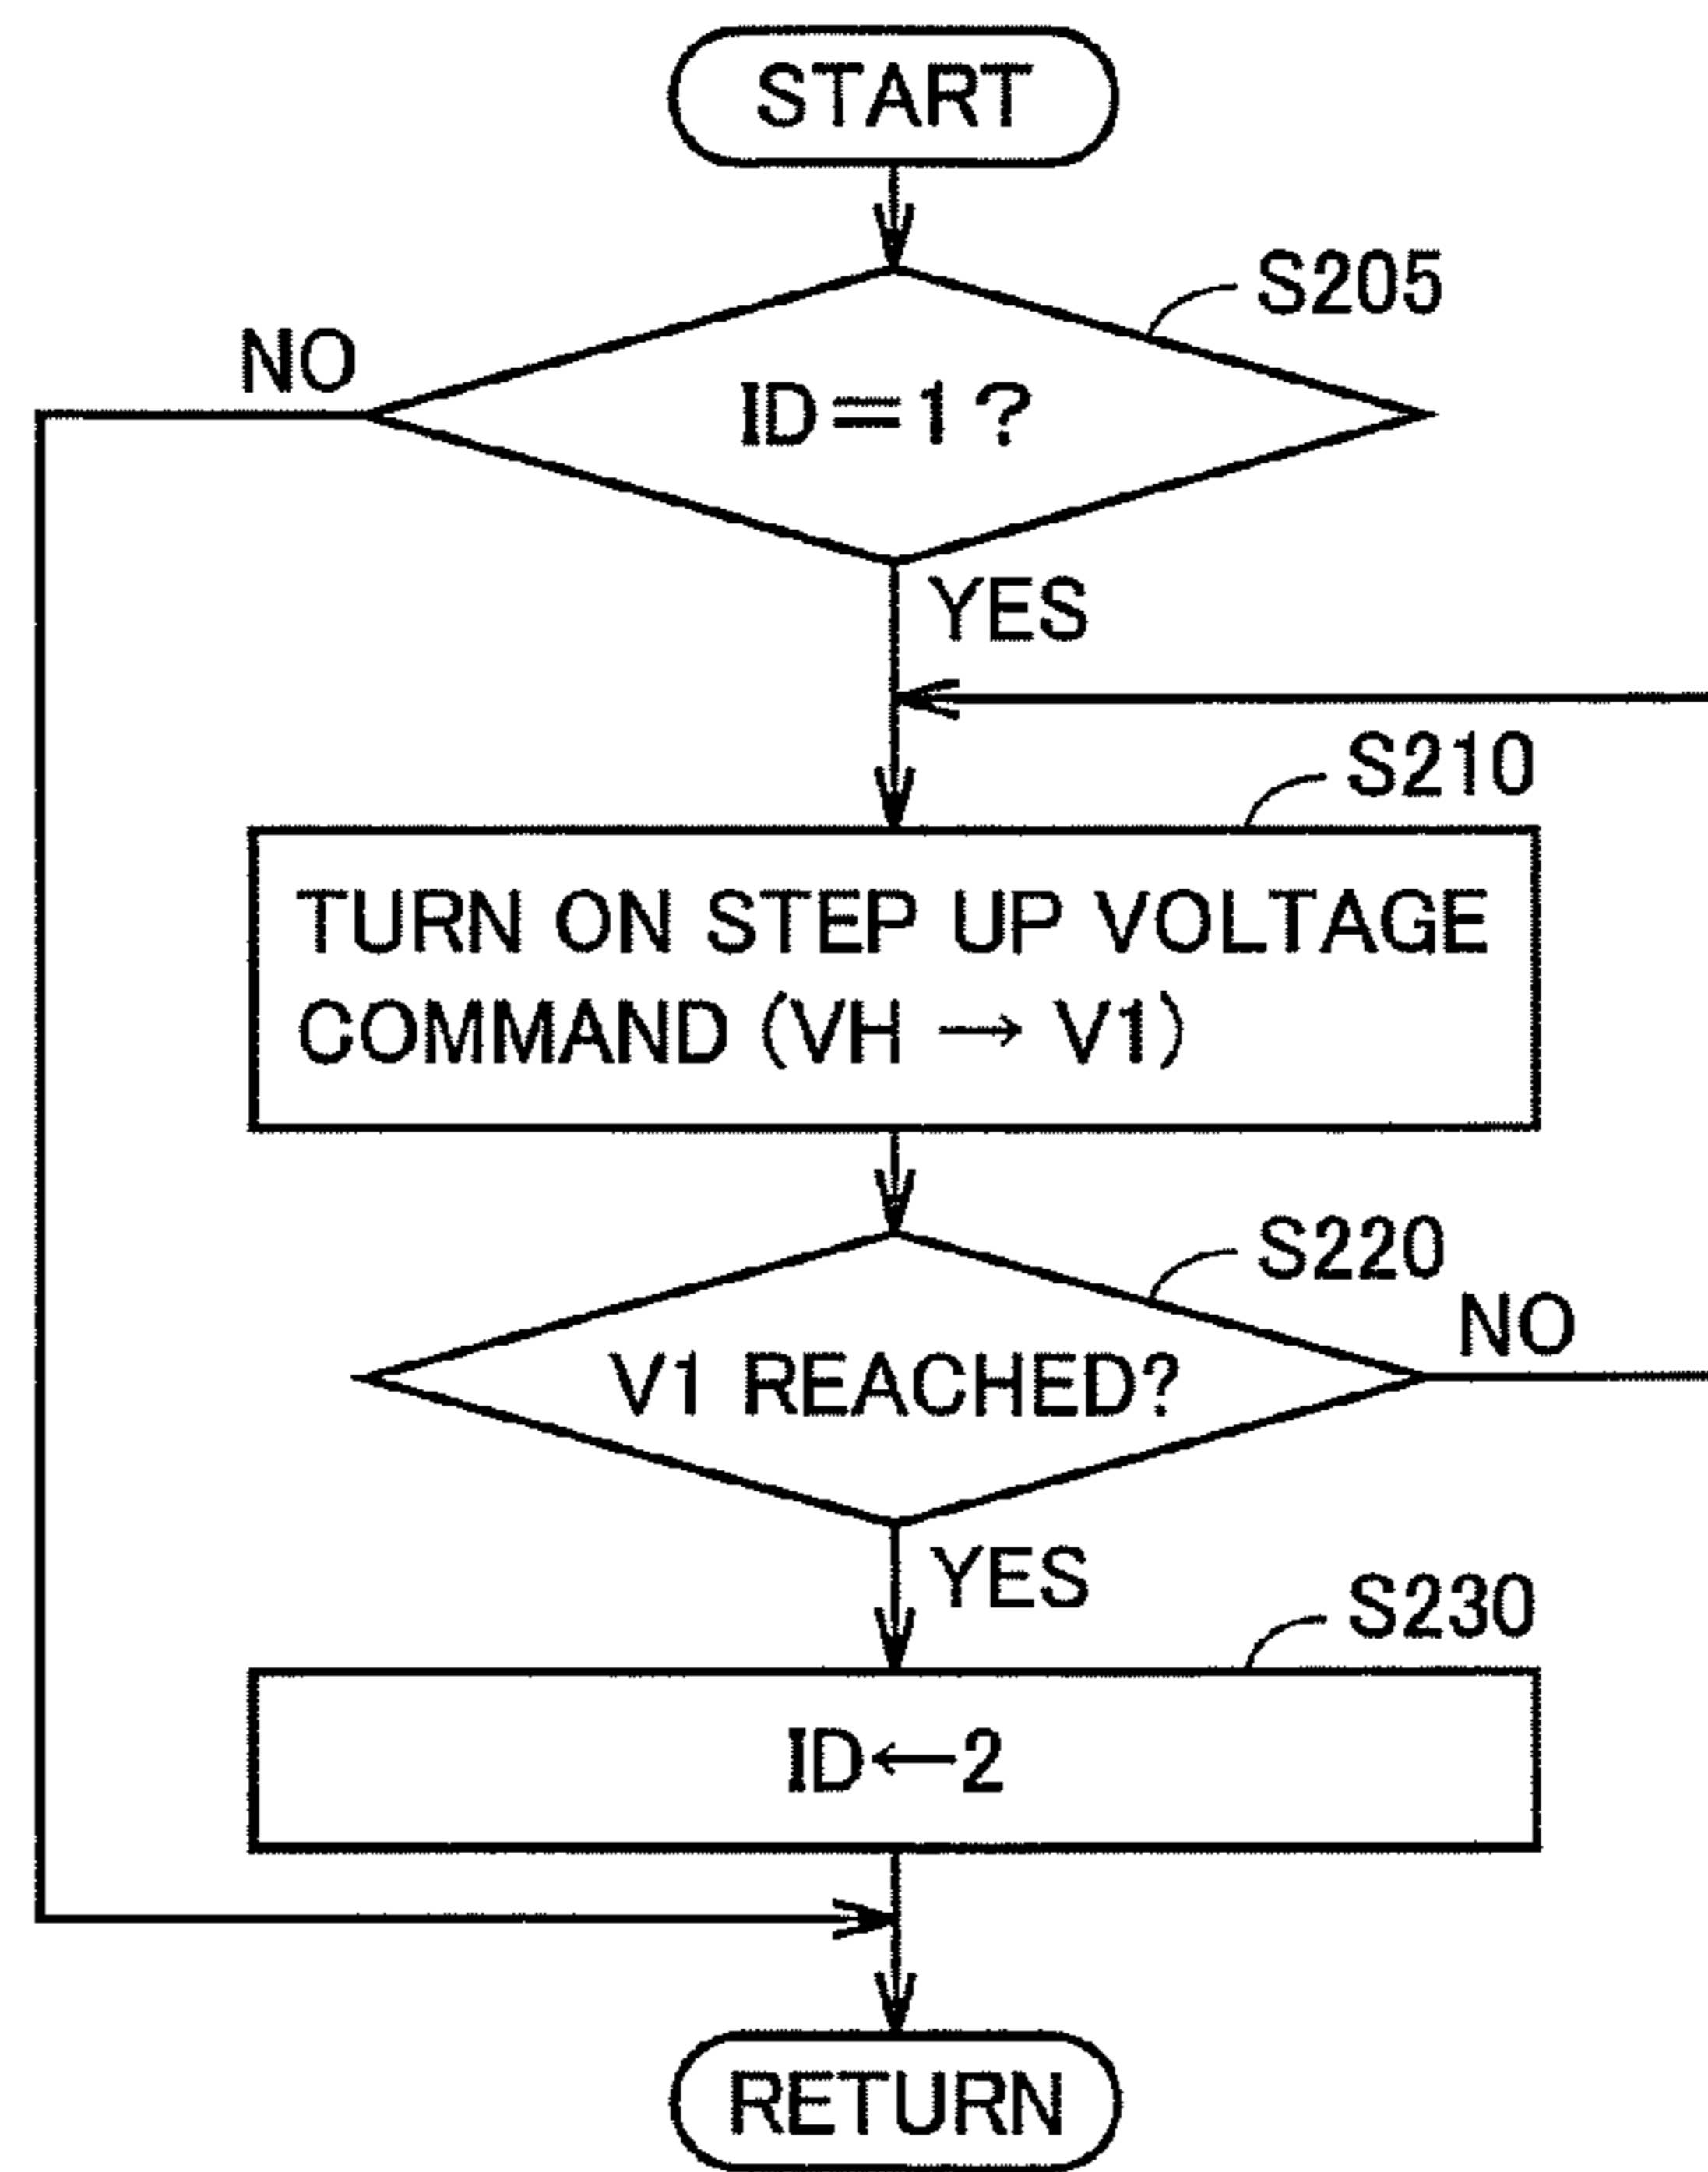 START
S205
NO
ID=1?
YES
S210
TURN ON STEP UP VOLTAGE
COMMAND (VH → V1)
S220
NO
V1 REACHED?
YES
S230
ID←2
RETURN